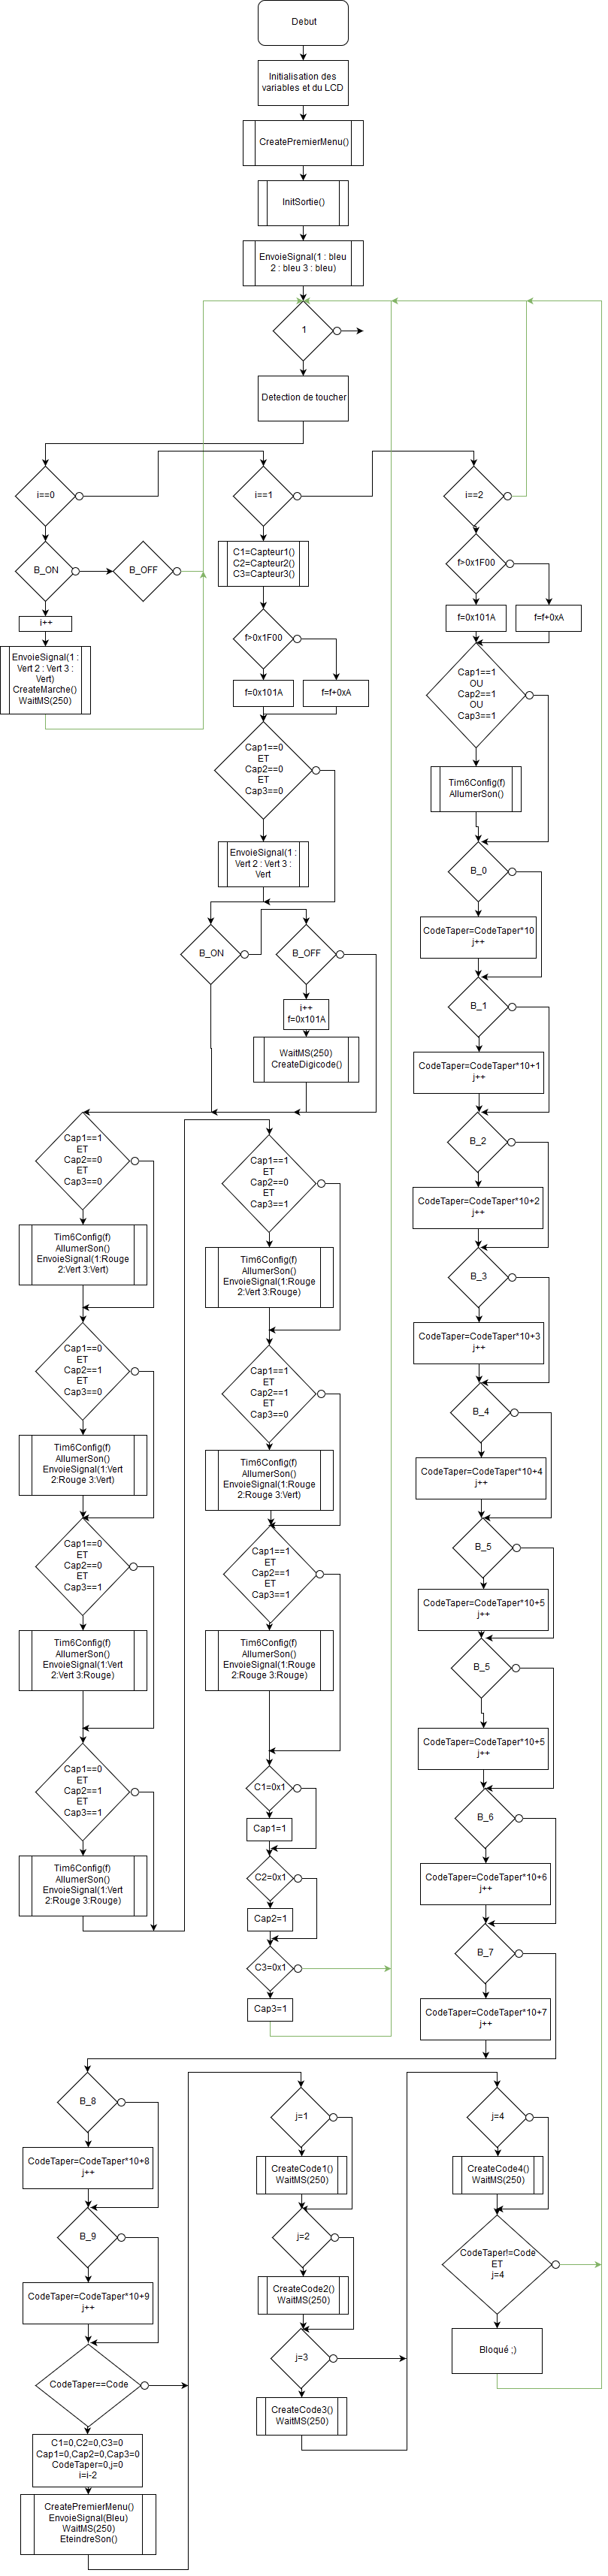 Debut
Initialisation des
variables et du LCD
CreatePremierMenu()
InitSortie()
EnvoieSignal(1 : bleu
2 : bleu 3 : bleu)
1
Detection de toucher
i==0
i==1
i==2
B_ON
B_OFF
i++
EnvoieSignal(1 :
Vert 2 : Vert 3 :
Vert)
CreateMarche()
WaitMS(250)
C1=Capteur1()
C2=Capteur2()
C3=Capteur3()
f>0x1F00
f=0x101A
f=f+0xA
Cap1==0
ET
Cap2==0
ET
Cap3==0
EnvoieSignal(1 :
Vert 2 : Vert 3 :
Vert
B_ON
B_OFF
i++
f=0x101A
WaitMS(250)
CreateDigicode()
Cap1==1
ET
Cap2==0
ET
Cap3==0
Tim6Config(f)
AllumerSon()
EnvoieSignal(1:Rouge
2:Vert 3:Vert)
Cap1==0
ET
Cap2==1
ET
Cap3==0
Tim6Config(f)
AllumerSon()
EnvoieSignal(1:Vert
2:Rouge 3:Vert)
Cap1==0
ET
Cap2==0
ET
Cap3==1
Tim6Config(f)
AllumerSon()
EnvoieSignal(1:Vert
2:Vert 3:Rouge)
Cap1==0
ET
Cap2==1
ET
Cap3==1
Tim6Config(f)
AllumerSon()
EnvoieSignal(1:Vert
2:Rouge 3:Rouge)
Cap1==1
ET
Cap2==0
ET
Cap3==1
Tim6Config(f)
AllumerSon()
EnvoieSignal(1:Rouge
2:Vert 3:Rouge)
Cap1==1
ET
Cap2==1
ET
Cap3==0
Tim6Config(f)
AllumerSon()
EnvoieSignal(1:Rouge
2:Rouge 3:Vert)
Cap1==1
ET
Cap2==1
ET
Cap3==1
Tim6Config(f)
AllumerSon()
EnvoieSignal(1:Rouge
2:Rouge 3:Rouge)
C1=0x1
Cap1=1
C2=0x1
Cap2=1
C3=0x1
Cap3=1
f>0x1F00
f=0x101A
f=f+0xA
Cap1==1
OU
Cap2==1
OU
Cap3==1
Tim6Config(f)
AllumerSon()
B_0
CodeTaper=CodeTaper*10
j++
B_1
CodeTaper=CodeTaper*10+1
j++
B_2
CodeTaper=CodeTaper*10+2
j++
B_3
CodeTaper=CodeTaper*10+3
j++
B_4
CodeTaper=CodeTaper*10+4
j++
B_5
CodeTaper=CodeTaper*10+5
j++
B_5
CodeTaper=CodeTaper*10+5
j++
B_6
CodeTaper=CodeTaper*10+6
j++
B_7
CodeTaper=CodeTaper*10+7
j++
B_8
CodeTaper=CodeTaper*10+8
j++
B_9
CodeTaper=CodeTaper*10+9
j++
CodeTaper==Code
C1=0,C2=0,C3=0
Cap1=0,Cap2=0,Cap3=0
CodeTaper=0,j=0
i=i-2
CreatePremierMenu()
EnvoieSignal(Bleu)
WaitMS(250)
EteindreSon()
j=1
CreateCode1()
WaitMS(250)
j=2
CreateCode2()
WaitMS(250)
j=3
CreateCode3()
WaitMS(250)
j=4
CreateCode4()
WaitMS(250)
CodeTaper!=Code
ET
j=4
Bloqué ;)